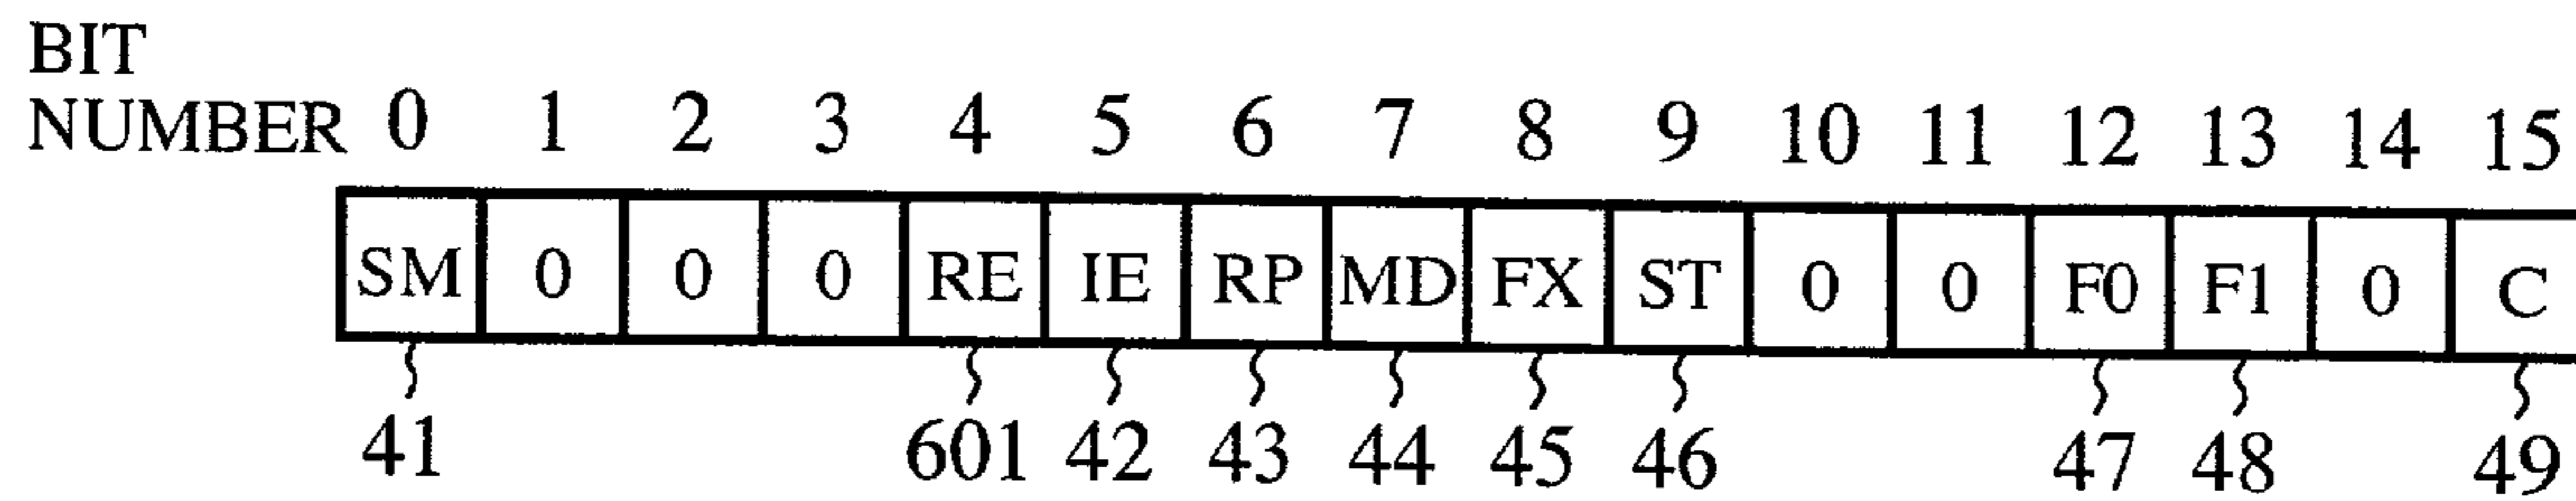 BIT
NUMBER 0 1 2 3 4 5 6 7 8 9 10 11 12 13 14 15
SM 0 0 0 RE IE RP MD FX ST 0 0 F0 F1 0 C
41 601 42 43 44 45 46 47 48 49